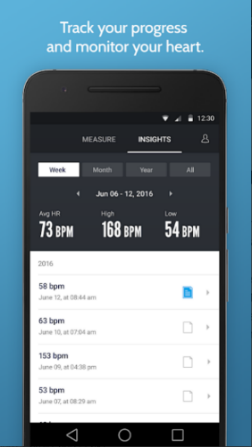 Track your progress
and monitor your heart.
12:30
MEASURE INSIGHTS
Week Month Year All
Jun 06 - 12, 2016
Avg HR High Low
73 BPM 168 BPM 54 BPM
2016
58 bpm
June 12, at 08:44 am
63 bpm
June 10, at 07:04 am
153 bpm
June 09, at 04:38 pm
53 bpm
June 07, at 08:29 am